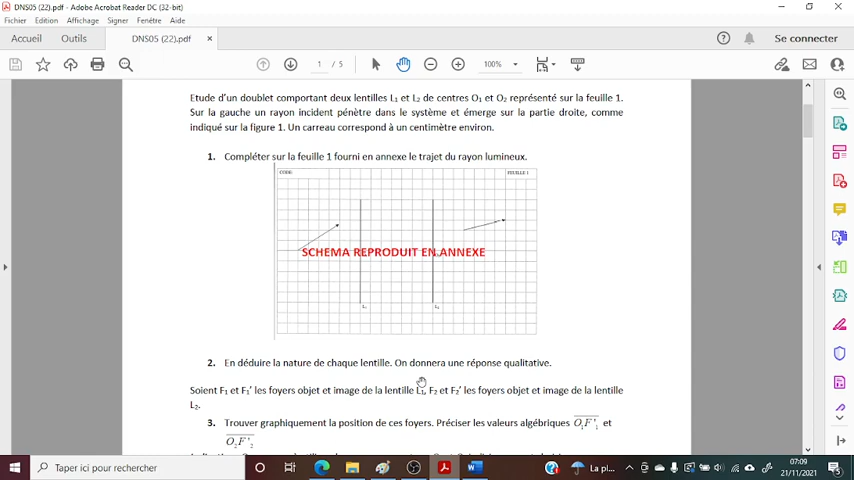 DNS05 (22).pdf - Adobe Acrobat Reader DC (32-bit)
Fichier Edition Affichage Signer Fenêtre Aide
Accueil Outils DNS05 (22).pdf × Se connecter
1 / 5 100%
Etude d'un doublet comportant deux lentilles L₁ et L₂ de centres O₁ et O₂ représenté sur la feuille 1.
Sur la gauche un rayon incident pénètre dans le système et émerge sur la partie droite, comme
indiqué sur la figure 1. Un carreau correspond à un centimètre environ.
1. Compléter sur la feuille 1 fourni en annexe le trajet du rayon lumineux.
CODE: FEUILLE 1
SCHEMA REPRODUIT EN ANNEXE
L₁ L₂
2. En déduire la nature de chaque lentille. On donnera une réponse qualitative.
Soient F₁ et F₁' les foyers objet et image de la lentille L₁, F₂ et F₂' les foyers objet et image de la lentille
L₂.
3. Trouver graphiquement la position de ces foyers. Préciser les valeurs algébriques O₁F'₁ et
O₂F'₂
Taper ici pour rechercher
La pl...
07:09
21/11/2021
5